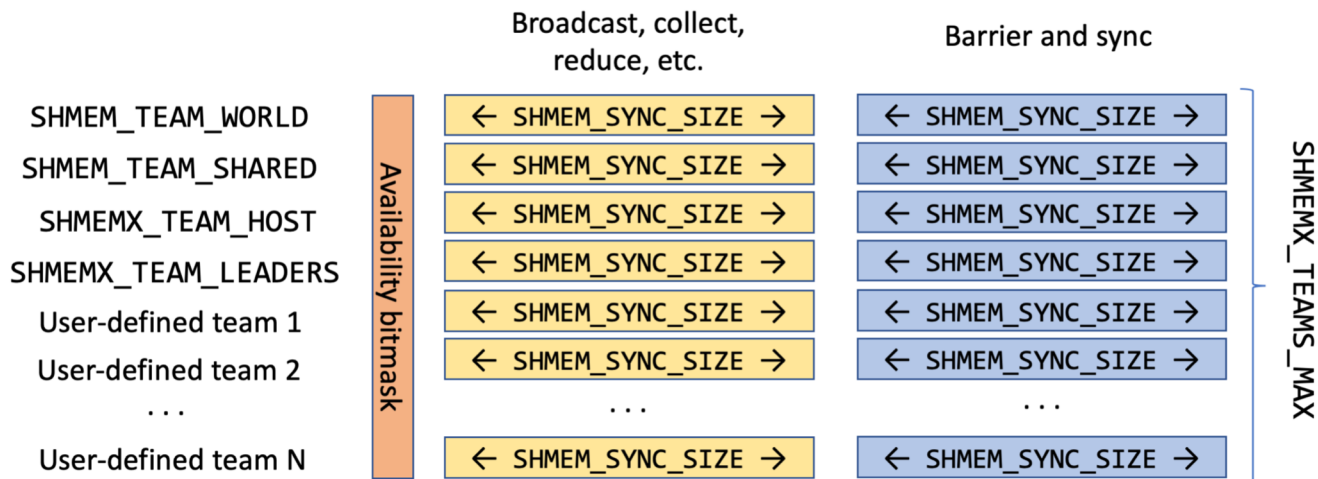 Broadcast, collect,
reduce, etc.
Barrier and sync
SHMEM_TEAM_WORLD
← SHMEM_SYNC_SIZE →
← SHMEM_SYNC_SIZE →
SHMEM_TEAM_SHARED
← SHMEM_SYNC_SIZE →
← SHMEM_SYNC_SIZE →
SHMEMX_TEAM_HOST
← SHMEM_SYNC_SIZE →
← SHMEM_SYNC_SIZE →
SHMEMX_TEAM_LEADERS
← SHMEM_SYNC_SIZE →
← SHMEM_SYNC_SIZE →
User-defined team 1
← SHMEM_SYNC_SIZE →
← SHMEM_SYNC_SIZE →
User-defined team 2
← SHMEM_SYNC_SIZE →
← SHMEM_SYNC_SIZE →
...
...
...
User-defined team N
← SHMEM_SYNC_SIZE →
← SHMEM_SYNC_SIZE →
Availability bitmask
SHMEMX_TEAMS_MAX